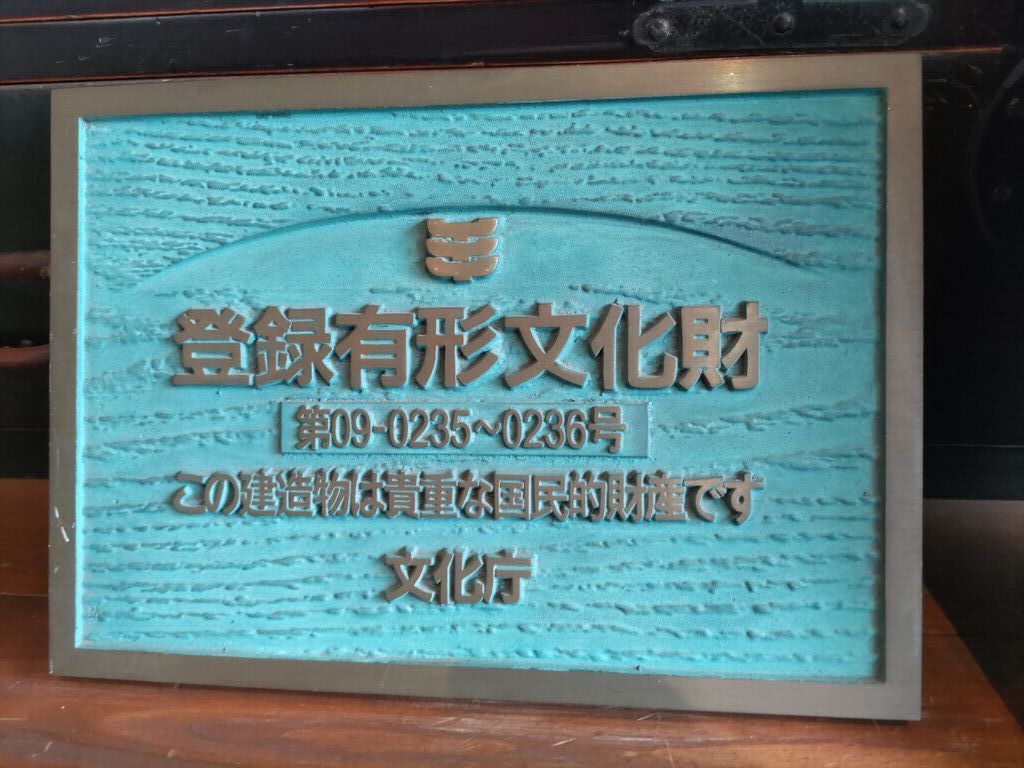 登録有形文化財
第09-0235~0236号
この建造物は貴重な国民的財産です
文化庁